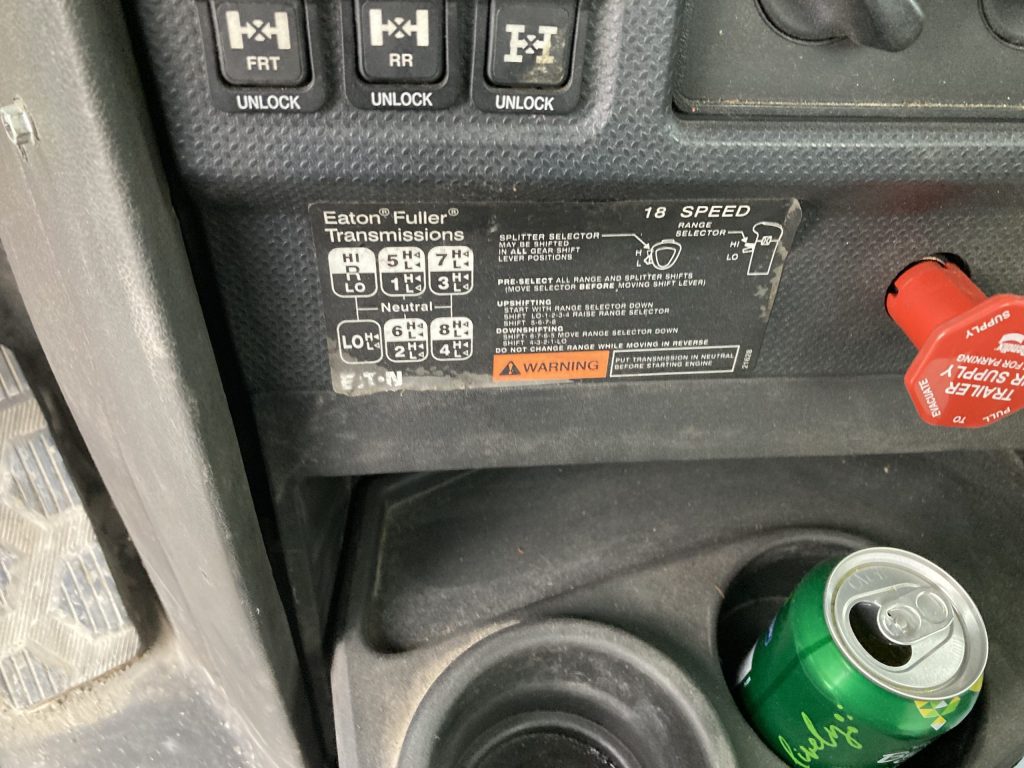 FRT
UNLOCK
RR
UNLOCK
UNLOCK
Eaton® Fuller®
Transmissions
18 SPEED
HI
R
LO
5 H L
1 H L
7 H L
3 H L
Neutral
LO H L
6 H L
2 H L
8 H L
4 H L
SPLITTER SELECTOR
MAY BE SHIFTED
IN ALL GEAR SHIFT
LEVER POSITIONS
H
L
RANGE
SELECTOR
HI
LO
PRE-SELECT ALL RANGE AND SPLITTER SHIFTS
(MOVE SELECTOR BEFORE MOVING SHIFT LEVER)
UPSHIFTING
START WITH RANGE SELECTOR DOWN
SHIFT LO-1-2-3-4 RAISE RANGE SELECTOR
SHIFT 5-6-7-8
DOWNSHIFTING
SHIFT: 8-7-6-5 MOVE RANGE SELECTOR DOWN
SHIFT 4-3-2-1-LO
DO NOT CHANGE RANGE WHILE MOVING IN REVERSE
WARNING
PUT TRANSMISSION IN NEUTRAL
BEFORE STARTING ENGINE
TRAILER
SUPPLY
FOR PARKING
SUPPLY
PULL TO
EVACUATE